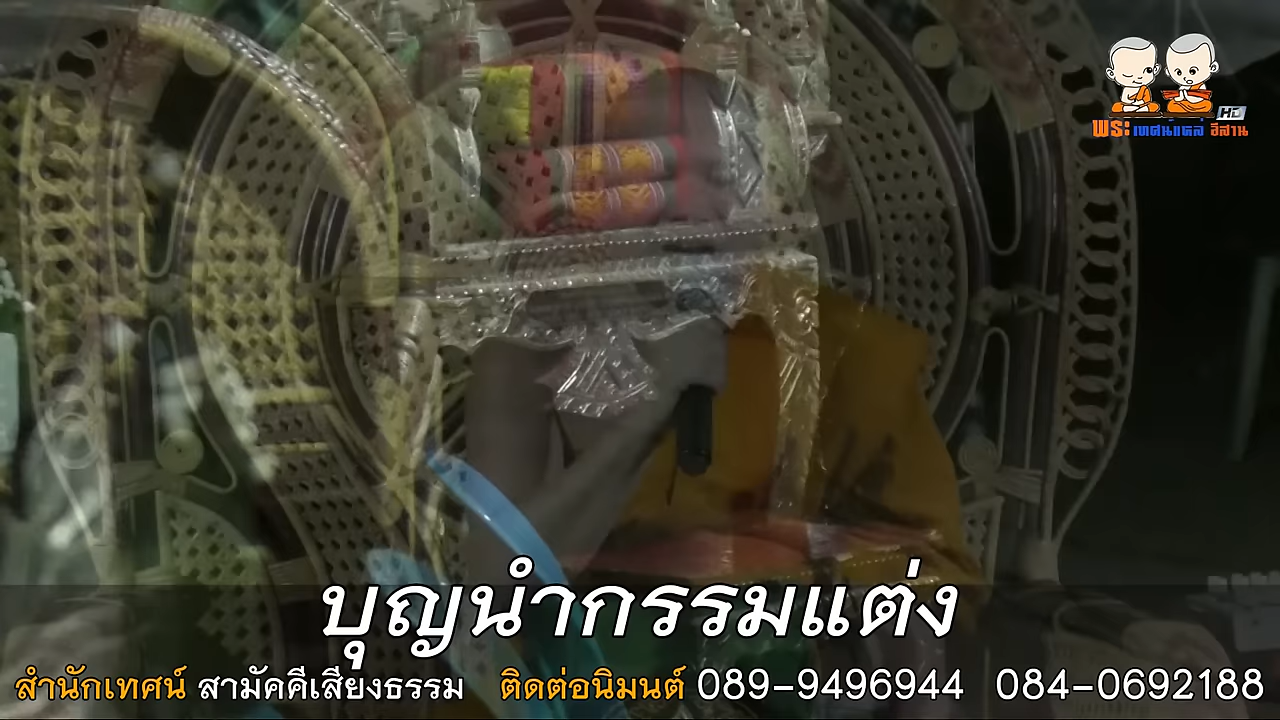 HD
พระเทศน์แหล่ อีสาน
บุญนำกรรมแต่ง
สำนักเทศน์ สามัคคีเสียงธรรม ติดต่อนิมนต์ 089-9496944 084-0692188